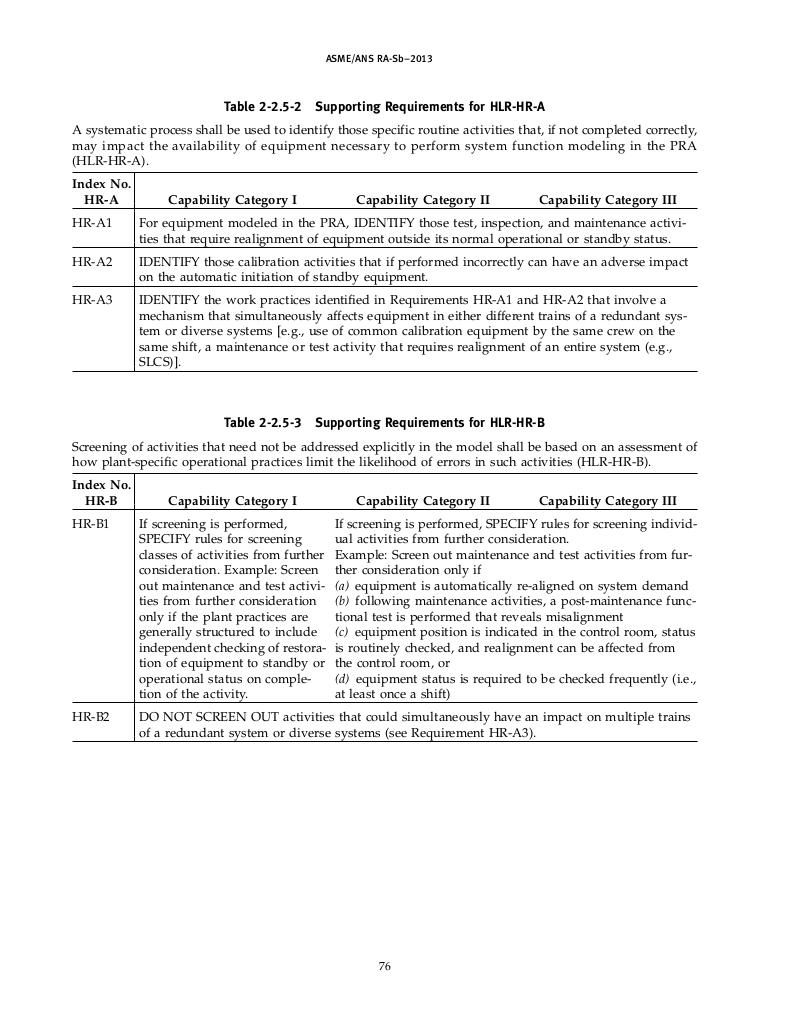 ASME/ANS RA-Sb–2013
Table 2-2.5-2 Supporting Requirements for HLR-HR-A
A systematic process shall be used to identify those specific routine activities that, if not completed correctly,
may impact the availability of equipment necessary to perform system function modeling in the PRA
(HLR-HR-A).
Index No.
HR-A Capability Category I Capability Category II Capability Category III
HR-A1 For equipment modeled in the PRA, IDENTIFY those test, inspection, and maintenance activi-
ties that require realignment of equipment outside its normal operational or standby status.
HR-A2 IDENTIFY those calibration activities that if performed incorrectly can have an adverse impact
on the automatic initiation of standby equipment.
HR-A3 IDENTIFY the work practices identified in Requirements HR-A1 and HR-A2 that involve a
mechanism that simultaneously affects equipment in either different trains of a redundant sys-
tem or diverse systems [e.g., use of common calibration equipment by the same crew on the
same shift, a maintenance or test activity that requires realignment of an entire system (e.g.,
SLCS)].
Table 2-2.5-3 Supporting Requirements for HLR-HR-B
Screening of activities that need not be addressed explicitly in the model shall be based on an assessment of
how plant-specific operational practices limit the likelihood of errors in such activities (HLR-HR-B).
Index No.
HR-B Capability Category I Capability Category II Capability Category III
HR-B1
If screening is performed,
SPECIFY rules for screening
classes of activities from further
consideration. Example: Screen
out maintenance and test activi-
ties from further consideration
only if the plant practices are
generally structured to include
independent checking of restora-
tion of equipment to standby or
operational status on comple-
tion of the activity.
If screening is performed, SPECIFY rules for screening individ-
ual activities from further consideration.
Example: Screen out maintenance and test activities from fur-
ther consideration only if
(a) equipment is automatically re-aligned on system demand
(b) following maintenance activities, a post-maintenance func-
tional test is performed that reveals misalignment
(c) equipment position is indicated in the control room, status
is routinely checked, and realignment can be affected from
the control room, or
(d) equipment status is required to be checked frequently (i.e.,
at least once a shift)
HR-B2 DO NOT SCREEN OUT activities that could simultaneously have an impact on multiple trains
of a redundant system or diverse systems (see Requirement HR-A3).
76